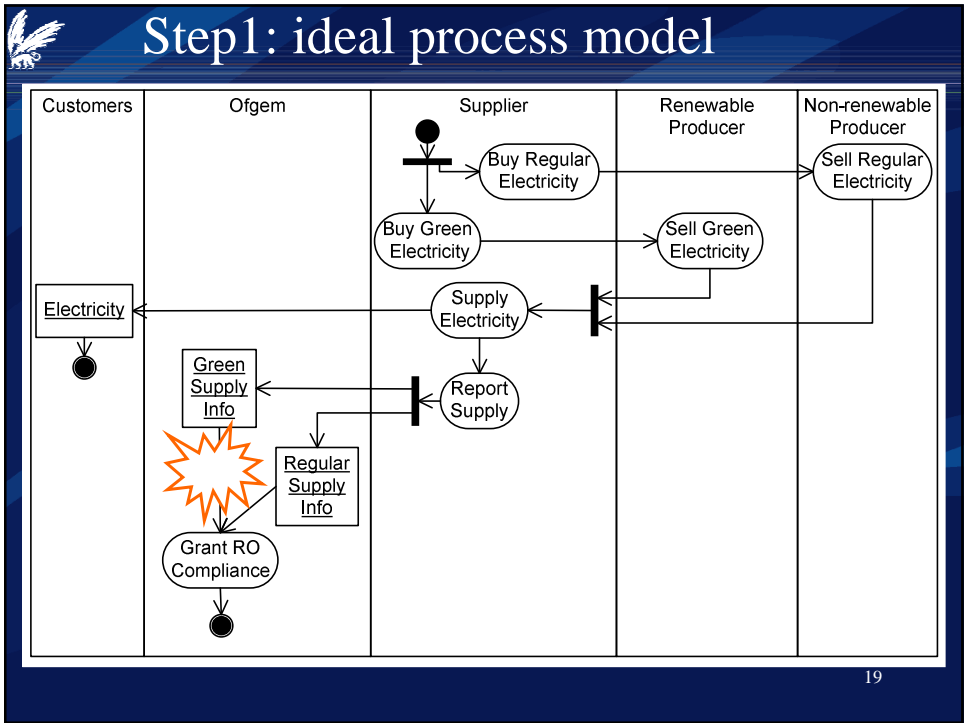 Step1: ideal process model
Customers
Ofgem
Supplier
Renewable
Producer
Non-renewable
Producer
Buy Regular
Electricity
Sell Regular
Electricity
Buy Green
Electricity
Sell Green
Electricity
Electricity
Supply
Electricity
Green
Supply
Info
Report
Supply
Regular
Supply
Info
Grant RO
Compliance
19